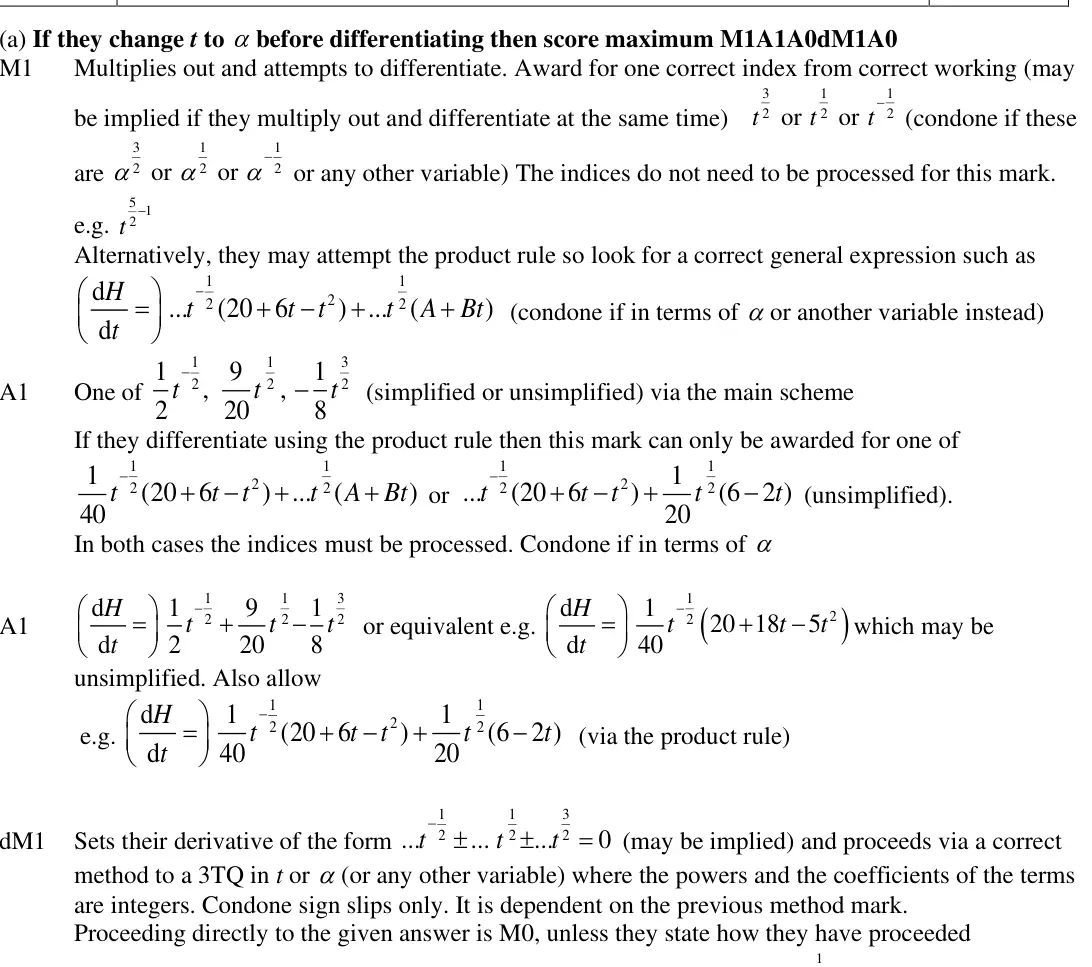 (a) If they change t to α before differentiating then score maximum M1A1A0dM1A0
M1 Multiplies out and attempts to differentiate. Award for one correct index from correct working (may
be implied if they multiply out and differentiate at the same time) t^{3/2} or t^{1/2} or t^{-1/2} (condone if these
are α^{3/2} or α^{1/2} or α^{-1/2} or any other variable) The indices do not need to be processed for this mark.
e.g. t^{5/2-1}
Alternatively, they may attempt the product rule so look for a correct general expression such as
(dH/dt =) ...t^{-1/2}(20+6t−t²)+...t^{1/2}(A+Bt) (condone if in terms of α or another variable instead)
A1 One of 1/2 t^{-1/2}, 9/20 t^{1/2}, −1/8 t^{3/2} (simplified or unsimplified) via the main scheme
If they differentiate using the product rule then this mark can only be awarded for one of
1/40 t^{-1/2}(20+6t−t²)+...t^{1/2}(A+Bt) or ...t^{-1/2}(20+6t−t²)+1/20 t^{1/2}(6−2t) (unsimplified).
In both cases the indices must be processed. Condone if in terms of α
A1 (dH/dt =) 1/2 t^{-1/2} + 9/20 t^{1/2} − 1/8 t^{3/2} or equivalent e.g. (dH/dt =) 1/40 t^{-1/2}(20+18t−5t²) which may be
unsimplified. Also allow
e.g. (dH/dt =) 1/40 t^{-1/2}(20+6t−t²)+1/20 t^{1/2}(6−2t) (via the product rule)
dM1 Sets their derivative of the form ...t^{-1/2} ±... t^{1/2} ±...t^{3/2} = 0 (may be implied) and proceeds via a correct
method to a 3TQ in t or α (or any other variable) where the powers and the coefficients of the terms
are integers. Condone sign slips only. It is dependent on the previous method mark.
Proceeding directly to the given answer is M0, unless they state how they have proceeded
1